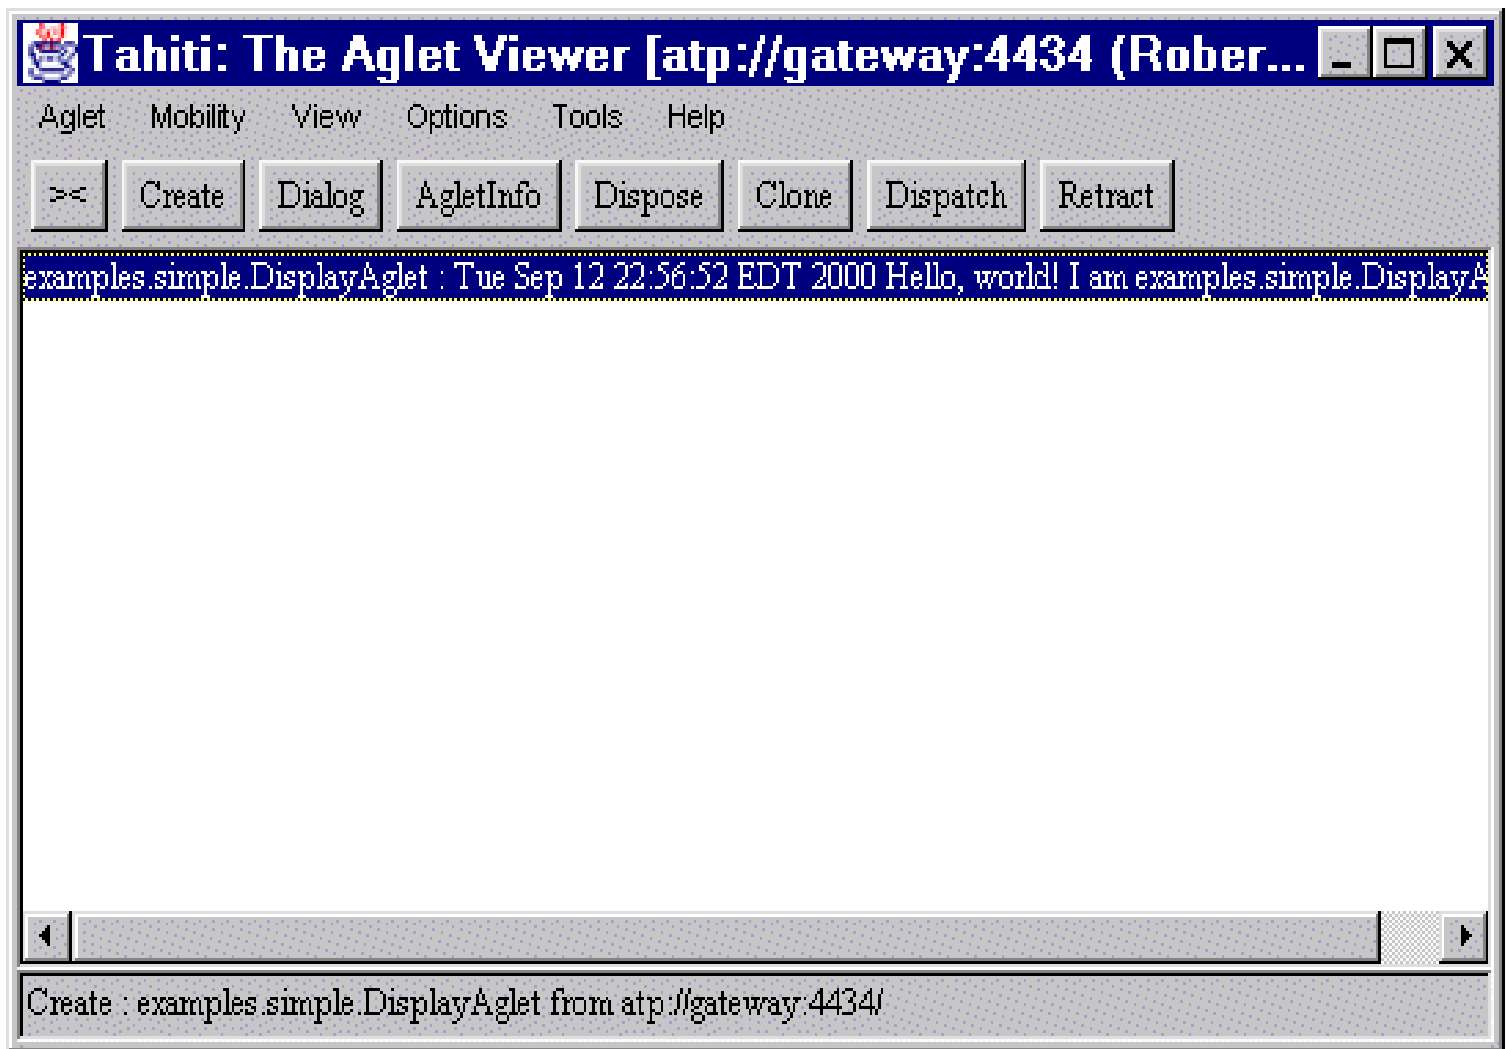 Tahiti: The Aglet Viewer [atp://gateway:4434 (Rober...
Aglet Mobility View Options Tools Help
>< Create Dialog AgletInfo Dispose Clone Dispatch Retract
examples.simple.DisplayAglet : Tue Sep 12 22:56:52 EDT 2000 Hello, world! I am examples.simple.DisplayA
Create : examples.simple.DisplayAglet from atp://gateway:4434/